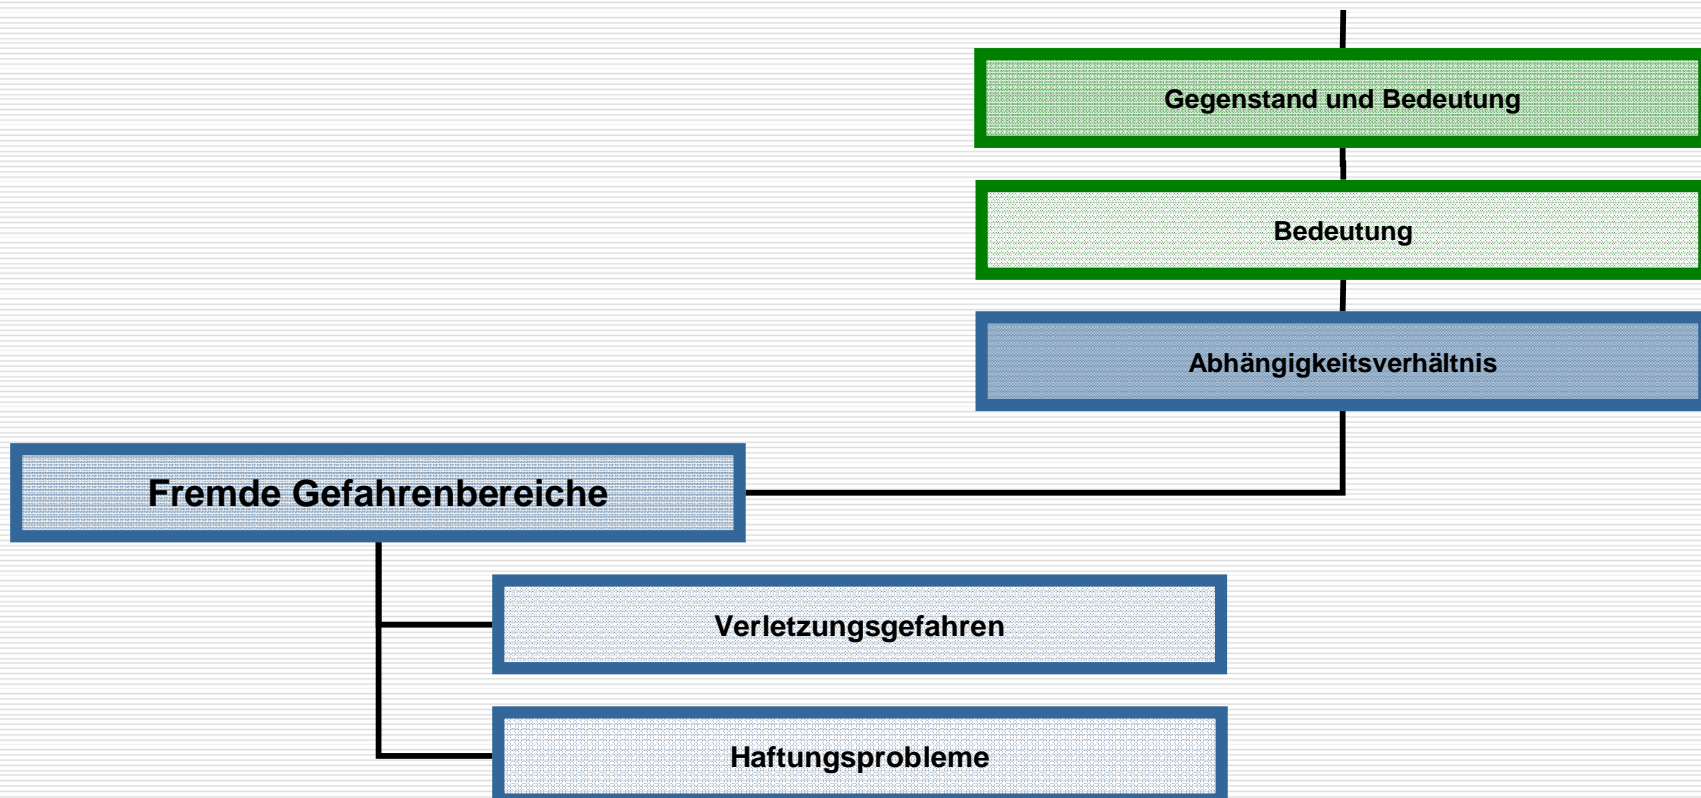 Gegenstand und Bedeutung
Bedeutung
Abhängigkeitsverhältnis
Fremde Gefahrenbereiche
Verletzungsgefahren
Haftungsprobleme